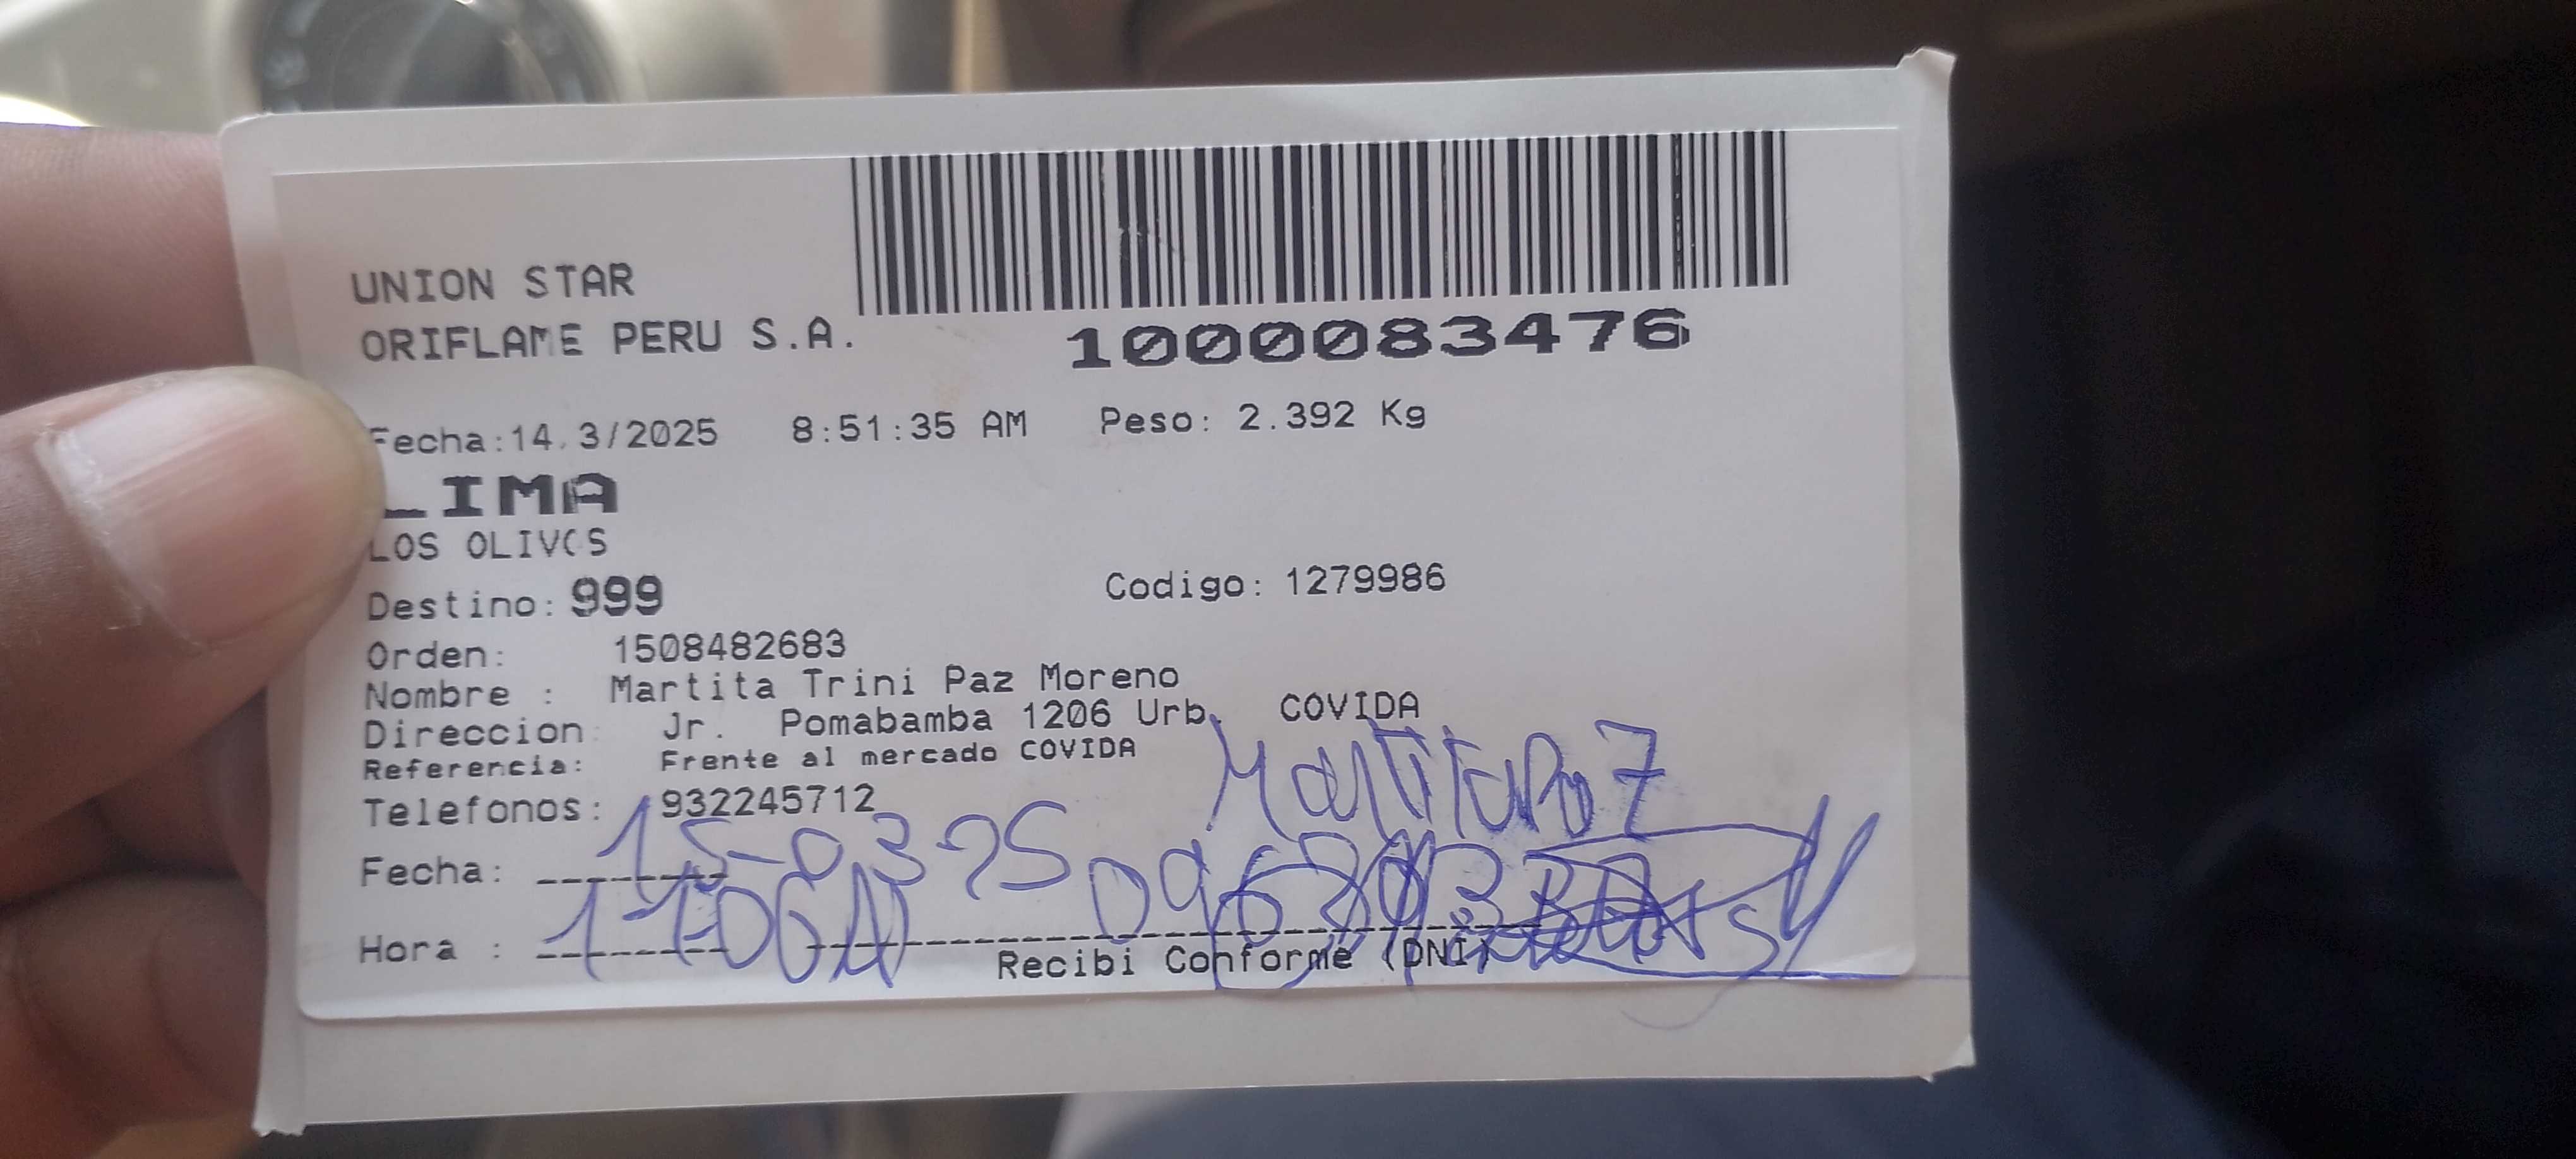 UNION STAR
ORIFLAME PERU S.A.
1000083476
Fecha:14.3/2025 8:51:35 AM Peso: 2.392 Kg
LIMA
LOS OLIVOS
Destino: 999 Codigo: 1279986
Orden: 1508482683
Nombre : Martita Trini Paz Moreno
Direccion: Jr. Pomabamba 1206 Urb. COVIDA
Referencia: Frente al mercado COVIDA
Telefonos: 932245712
Fecha: 15-03-25
Hora :
Recibi Conforme (DNI)